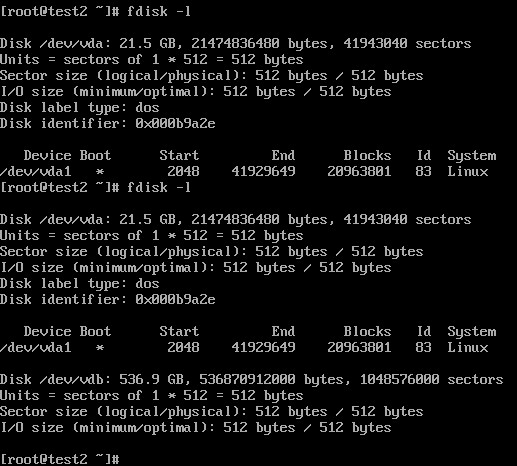 [root@test2 ~]# fdisk -l
Disk /dev/vda: 21.5 GB, 21474836480 bytes, 41943040 sectors
Units = sectors of 1 * 512 = 512 bytes
Sector size (logical/physical): 512 bytes / 512 bytes
I/O size (minimum/optimal): 512 bytes / 512 bytes
Disk label type: dos
Disk identifier: 0x000b9a2e
Device Boot Start End Blocks Id System
/dev/vda1 * 2048 41929649 20963801 83 Linux
[root@test2 ~]# fdisk -l
Disk /dev/vda: 21.5 GB, 21474836480 bytes, 41943040 sectors
Units = sectors of 1 * 512 = 512 bytes
Sector size (logical/physical): 512 bytes / 512 bytes
I/O size (minimum/optimal): 512 bytes / 512 bytes
Disk label type: dos
Disk identifier: 0x000b9a2e
Device Boot Start End Blocks Id System
/dev/vda1 * 2048 41929649 20963801 83 Linux
Disk /dev/vdb: 536.9 GB, 536870912000 bytes, 1048576000 sectors
Units = sectors of 1 * 512 = 512 bytes
Sector size (logical/physical): 512 bytes / 512 bytes
I/O size (minimum/optimal): 512 bytes / 512 bytes
[root@test2 ~]#